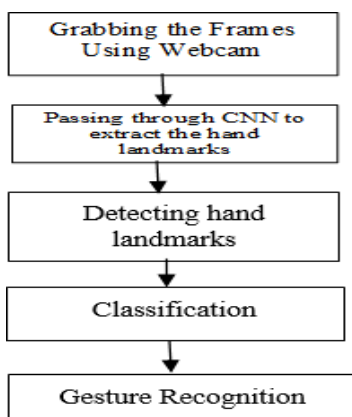 Grabbing the Frames
Using Webcam
Passing through CNN to
extract the hand
landmarks
Detecting hand
landmarks
Classification
Gesture Recognition